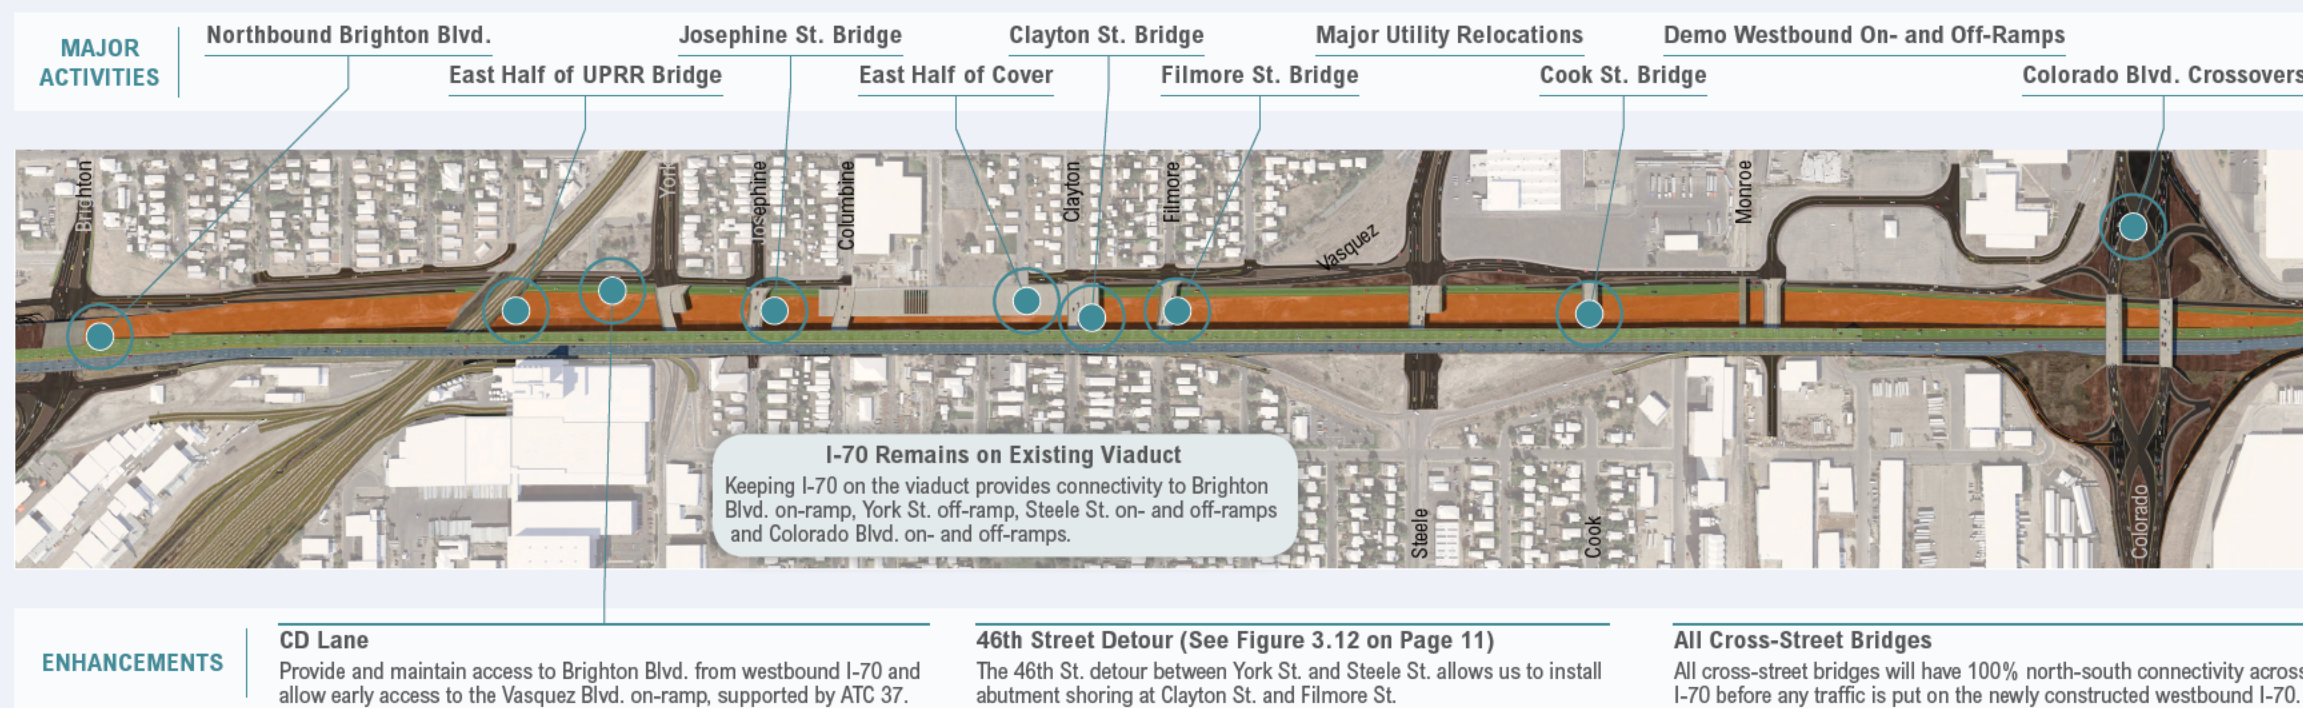 MAJOR
ACTIVITIES
Northbound Brighton Blvd.
Josephine St. Bridge
Clayton St. Bridge
Major Utility Relocations
Demo Westbound On- and Off-Ramps
East Half of UPRR Bridge
East Half of Cover
Filmore St. Bridge
Cook St. Bridge
Colorado Blvd. Crossovers
Brighton
York
Josephine
Columbine
Clayton
Filmore
Vasquez
Monroe
I-70 Remains on Existing Viaduct
Keeping I-70 on the viaduct provides connectivity to Brighton
Blvd. on-ramp, York St. off-ramp, Steele St. on- and off-ramps
and Colorado Blvd. on- and off-ramps.
Steele
Cook
Colorado
ENHANCEMENTS
CD Lane
Provide and maintain access to Brighton Blvd. from westbound I-70 and
allow early access to the Vasquez Blvd. on-ramp, supported by ATC 37.
46th Street Detour (See Figure 3.12 on Page 11)
The 46th St. detour between York St. and Steele St. allows us to install
abutment shoring at Clayton St. and Filmore St.
All Cross-Street Bridges
All cross-street bridges will have 100% north-south connectivity across
I-70 before any traffic is put on the newly constructed westbound I-70.